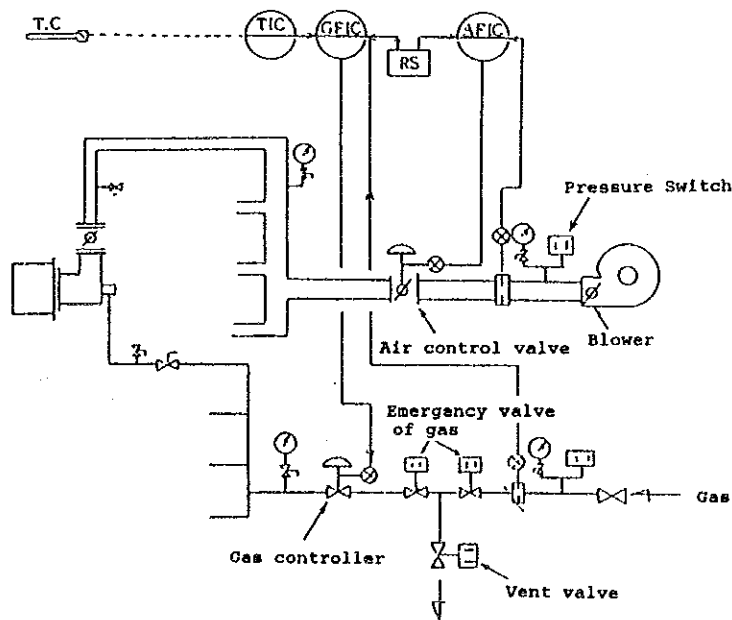 T.C
TIC
GFIC
AFIC
RS
Pressure Switch
Blower
Air control valve
Emergancy valve
of gas
Gas
Gas controller
Vent valve